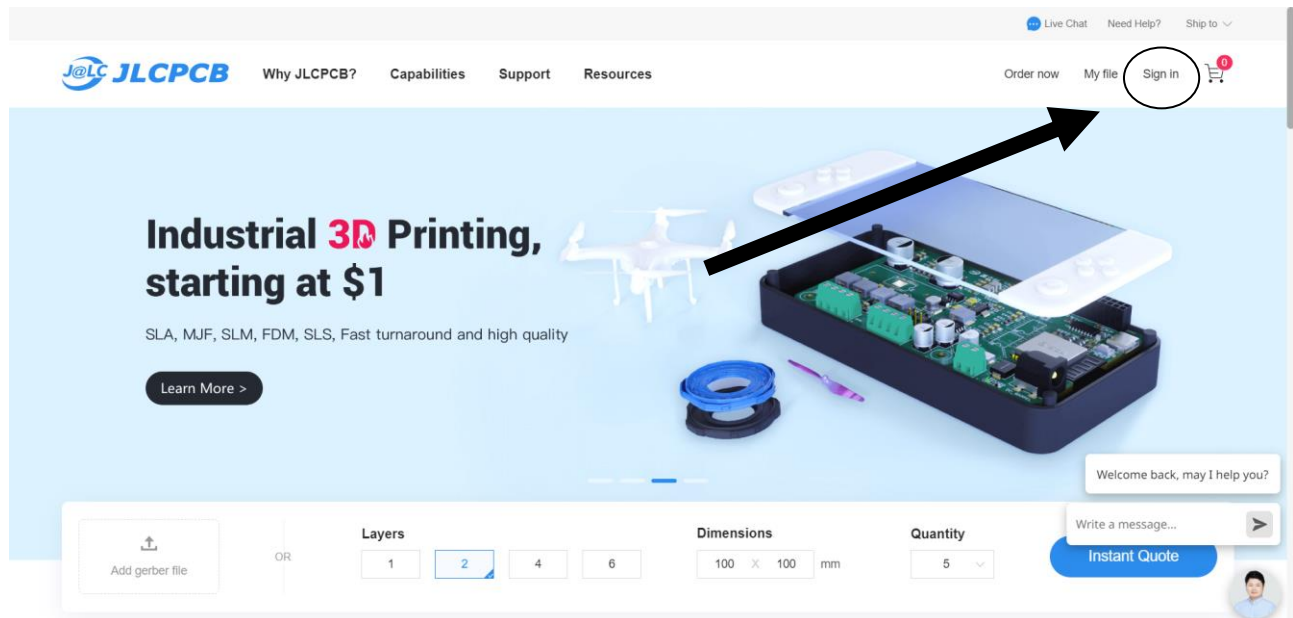 Live Chat Need Help? Ship to
J@LC JLCPCB Why JLCPCB? Capabilities Support Resources Order now My file Sign in 0
Industrial 3D Printing,
starting at $1
SLA, MJF, SLM, FDM, SLS, Fast turnaround and high quality
Learn More >
Welcome back, may I help you?
Write a message...
Add gerber file
OR
Layers
1 2 4 6
Dimensions
100 X 100 mm
Quantity
5
Instant Quote